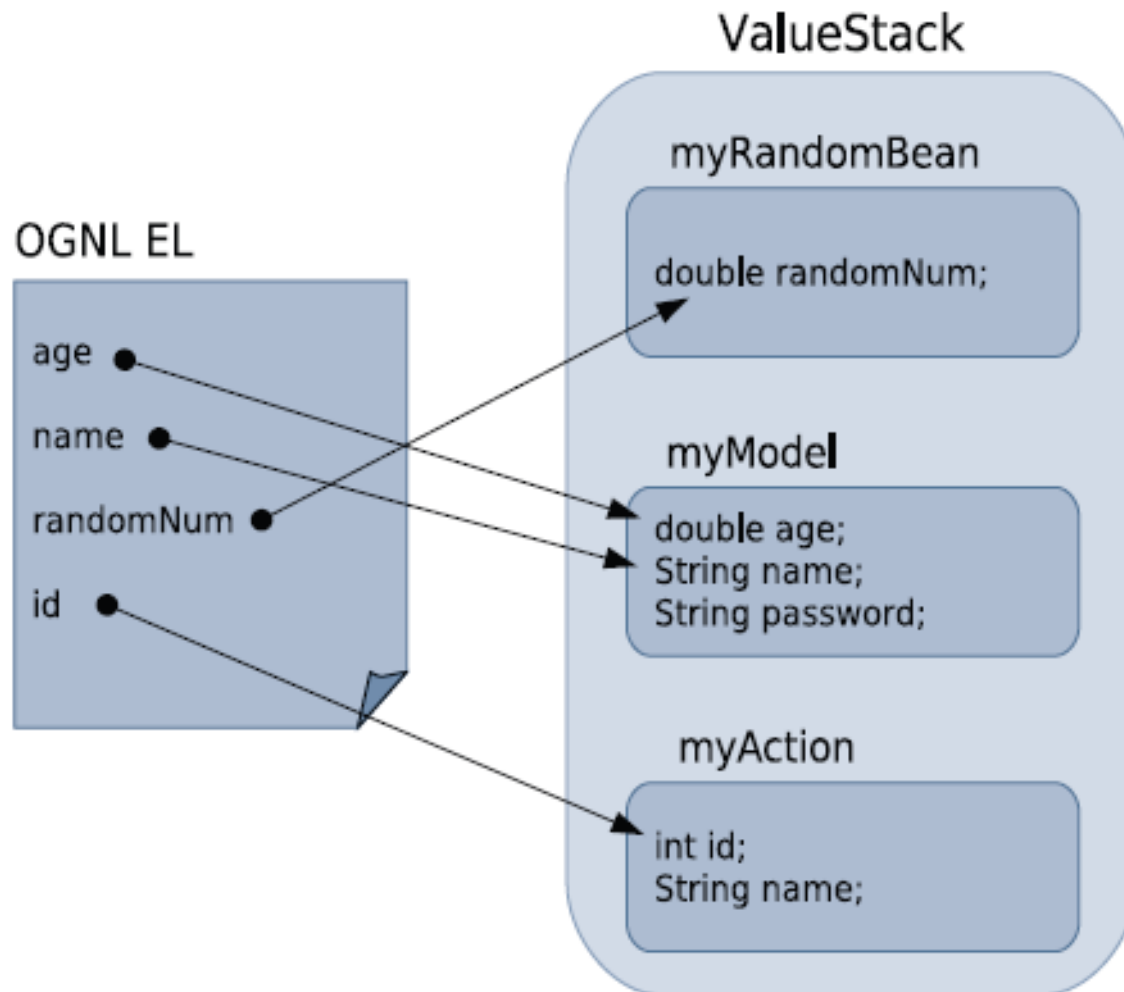 ValueStack
myRandomBean
double randomNum;
OGNL EL
age
name
randomNum
id
myModel
double age;
String name;
String password;
myAction
int id;
String name;